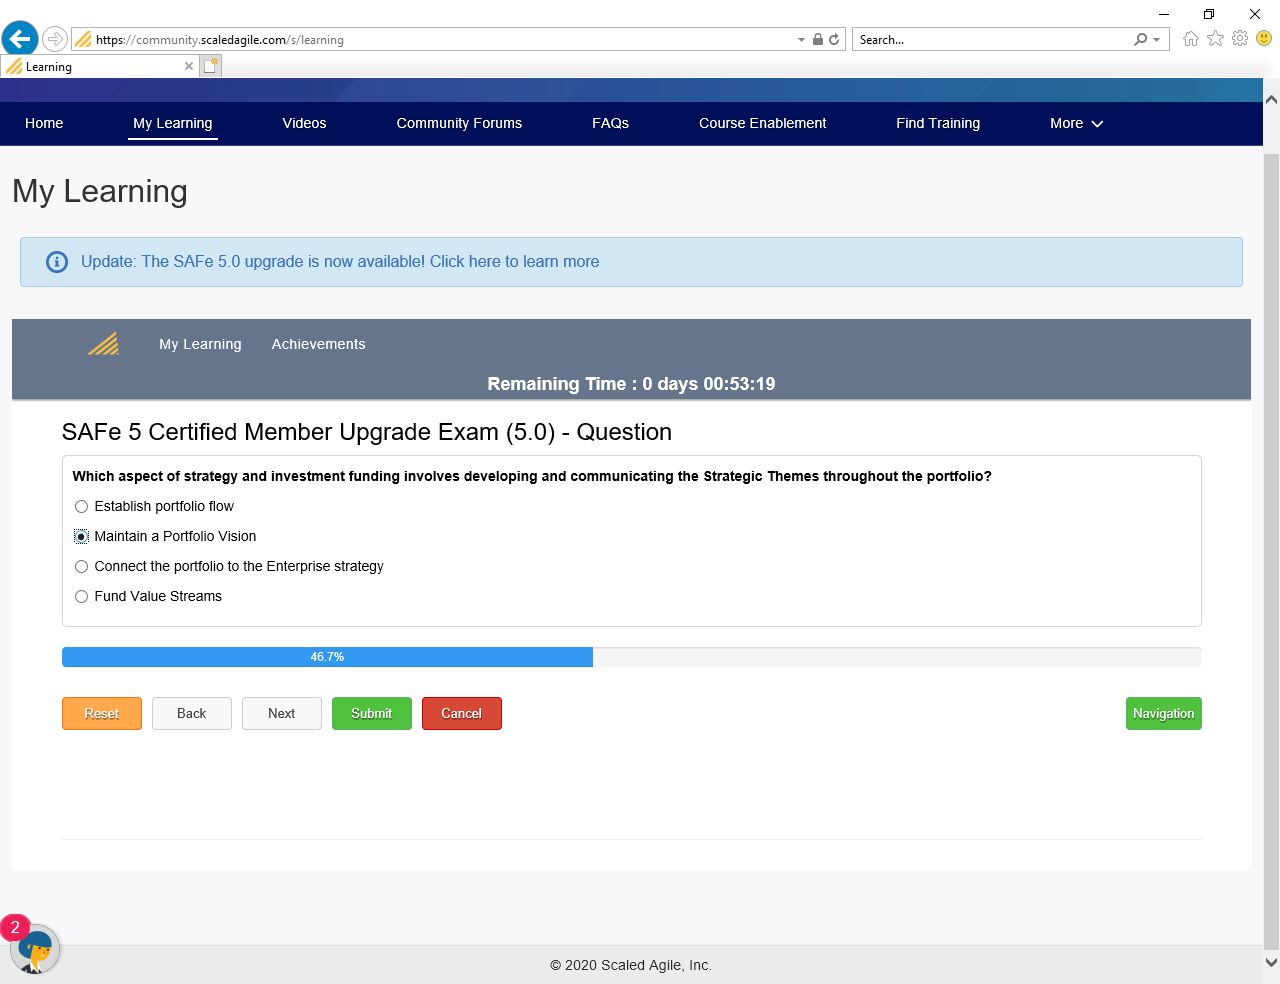 https://community.scaledagile.com/s/learning
Search...
Learning
Home My Learning Videos Community Forums FAQs Course Enablement Find Training More
My Learning
Update: The SAFe 5.0 upgrade is now available! Click here to learn more
My Learning Achievements
Remaining Time : 0 days 00:53:19
SAFe 5 Certified Member Upgrade Exam (5.0) - Question
Which aspect of strategy and investment funding involves developing and communicating the Strategic Themes throughout the portfolio?
Establish portfolio flow
Maintain a Portfolio Vision
Connect the portfolio to the Enterprise strategy
Fund Value Streams
46.7%
Reset Back Next Submit Cancel Navigation
2
© 2020 Scaled Agile, Inc.